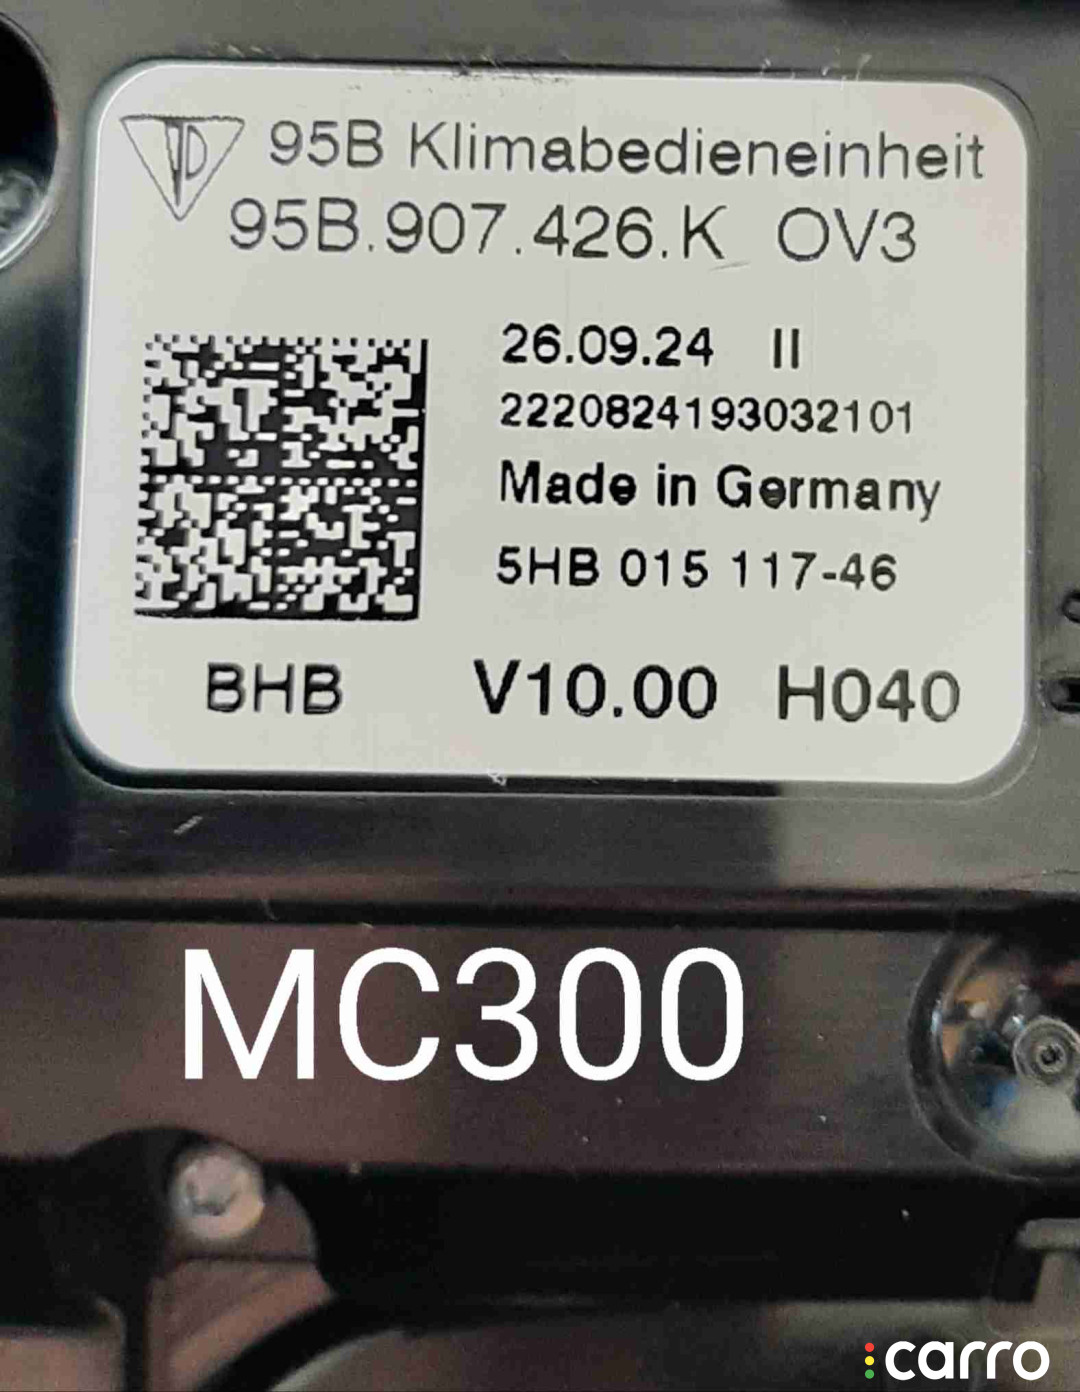 95B Klimabedieneinheit
95B.907.426.K OV3
26.09.24 II
2220824193032101
Made in Germany
5HB 015 117-46
BHB V10.00 H040
MC300
carro